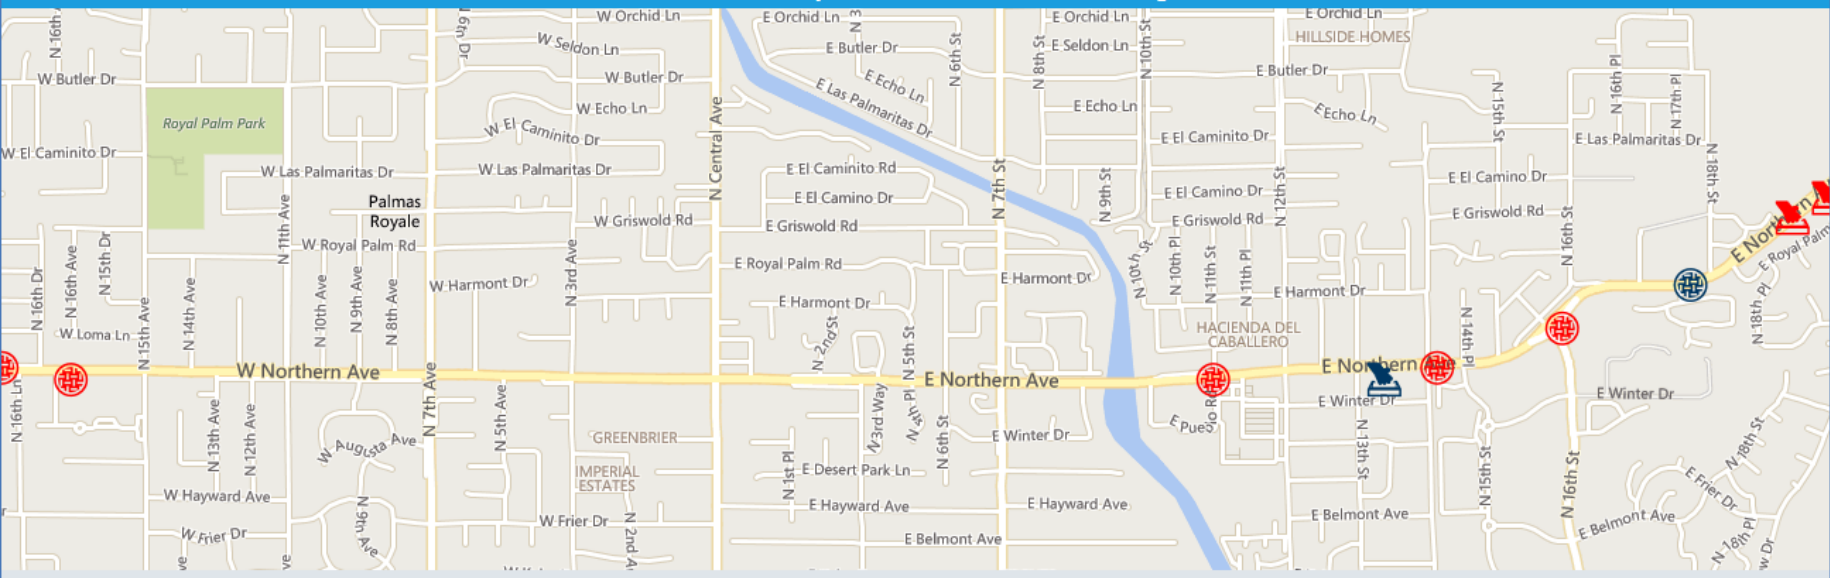 W Orchid Ln
E Orchid Ln
N 3
E Orchid Ln
E Orchid Ln
N 16th A
N 6th Dr
W Seldon Ln
E Butler Dr
N 6th St
N 8th St
E Seldon Ln
N 10th St
HILLSIDE HOMES
W Butler Dr
W Butler Dr
E Echo Ln
E Butler Dr
N 15th St
N 16th Pl
N 17th Pl
W Echo Ln
E Las Palmaritas Dr
E Echo Ln
E Echo Ln
Royal Palm Park
W El Caminito Dr
N Central Ave
E El Caminito Dr
E Las Palmaritas Dr
W El Caminito Dr
W Las Palmaritas Dr
W Las Palmaritas Dr
E El Caminito Rd
N 7th St
N 9th St
N 12th St
E El Camino Dr
N 18th St
Palmas
Royale
E El Camino Dr
E El Camino Dr
N 11th Ave
W Griswold Rd
E Griswold Rd
E Griswold Rd
E Griswold Rd
N 16th St
E Northern A
W Royal Palm Rd
E Royal Palm Rd
E Royal Palm
N 16th Dr
N 16th Ave
N 15th Dr
N 3rd Ave
W Harmont Dr
E Harmont Dr
N 10th St
N 10th Pl
N 11th St
N 11th Pl
E Harmont Dr
N 15th Ave
N 14th Ave
N 10th Ave
N 9th Ave
N 8th Ave
E Harmont Dr
N 18th Pl
W Loma Ln
N 2nd St
N 5th St
HACIENDA DEL
CABALLERO
N 14th Pl
W Northern Ave
E Northern Ave
E Northern Ave
N 7th Ave
N 16th Ln
N 13th Ave
N 12th Ave
W Augusta Ave
N 5th Ave
GREENBRIER
N 3rd Way
N 4th Pl
N 6th St
E Winter Dr
E Pueblo Rd
E Winter Dr
N 13th St
E Winter Dr
IMPERIAL
ESTATES
N 1st Pl
E Desert Park Ln
N 15th St
N 16th St
N 18th St
W Hayward Ave
E Hayward Ave
E Hayward Ave
E Frier Dr
W Frier Dr
N 9th Ave
W Frier Dr
N 2nd A
E Belmont Ave
E Belmont Ave
E Belmont Ave
N 18th Pl
w Dr